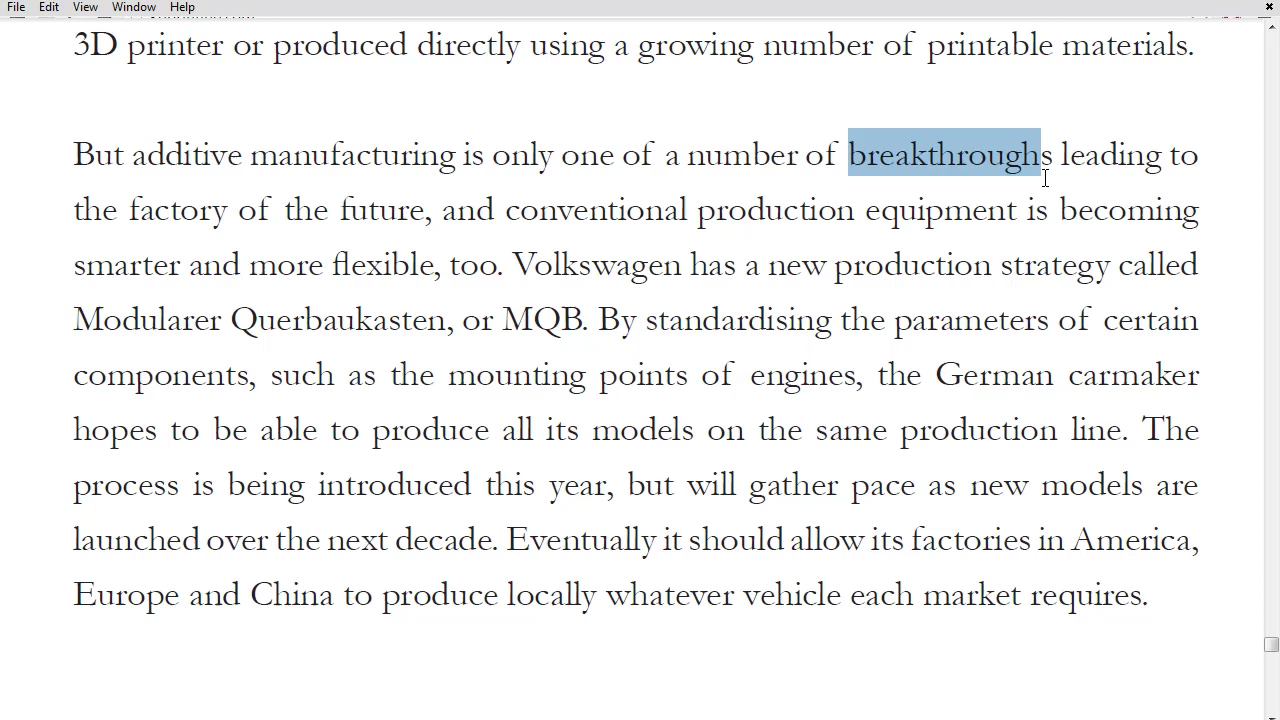 File Edit View Window Help
3D printer or produced directly using a growing number of printable materials.
But additive manufacturing is only one of a number of breakthroughs leading to
the factory of the future, and conventional production equipment is becoming
smarter and more flexible, too. Volkswagen has a new production strategy called
Modularer Querbaukasten, or MQB. By standardising the parameters of certain
components, such as the mounting points of engines, the German carmaker
hopes to be able to produce all its models on the same production line. The
process is being introduced this year, but will gather pace as new models are
launched over the next decade. Eventually it should allow its factories in America,
Europe and China to produce locally whatever vehicle each market requires.